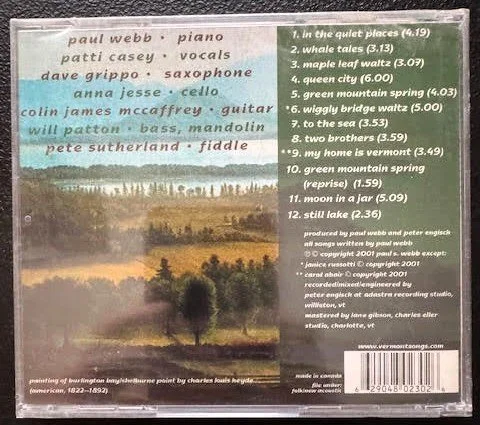 paul webb • piano
patti casey • vocals
dave grippo • saxophone
anna jesse • cello
colin james mccaffrey • guitar
will patton • bass, mandolin
pete sutherland • fiddle
1. in the quiet places (4.19)
2. whale tales (3.13)
3. maple leaf waltz (3.07)
4. queen city (6.00)
5. green mountain spring (4.03)
*6. wiggly bridge waltz (5.00)
7. to the sea (3.53)
8. two brothers (3.59)
**9. my home is vermont (3.49)
10. green mountain spring
(reprise) (1.59)
11. moon in a jar (5.09)
12. still lake (2.36)
produced by paul webb and peter engisch
all songs written by paul webb
℗ © copyright 2001 paul s. webb except:
* janice russotti © copyright 2001
** carol abair © copyright 2001
recorded/mixed/engineered by
peter engisch at adastra recording studio,
williston, vt
mastered by lane gibson, charles eller
studio, charlotte, vt
www.vermontsongs.com
made in canada
file under:
folk/new acoustic
6 29048 02302 6
painting of burlington bay/shelburne point by charles louis heyde
(american, 1822-1892)